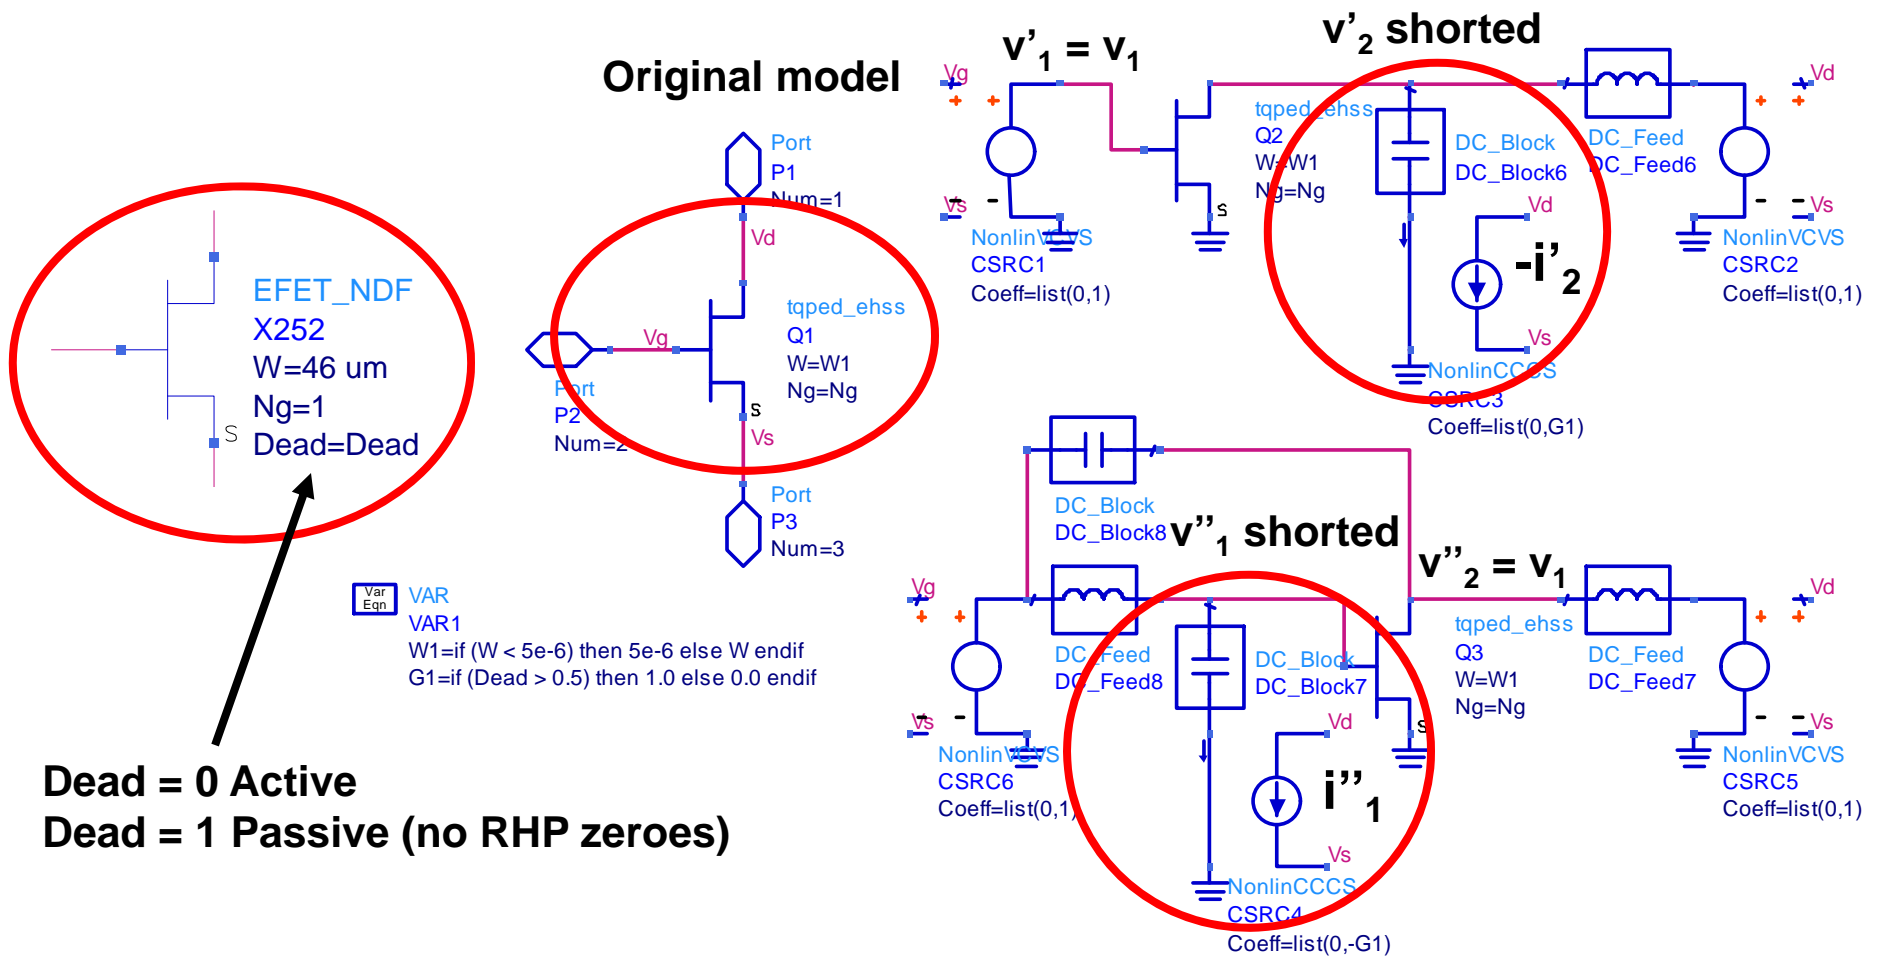 Original model
v’1 = v1
v’2 shorted
EFET_NDF
X252
W=46 um
Ng=1
Dead=Dead
S
Port
P1
Num=1
Vd
Vg
tqped_ehss
Q1
W=W1
Ng=Ng
S
Vs
Port
P2
Num=2
Port
P3
Num=3
Var
Eqn
VAR
VAR1
W1=if (W < 5e-6) then 5e-6 else W endif
G1=if (Dead > 0.5) then 1.0 else 0.0 endif
Dead = 0 Active
Dead = 1 Passive (no RHP zeroes)
Vg
+ +
Vs
- -
NonlinVCVS
CSRC1
Coeff=list(0,1)
tqped_ehss
Q2
W=W1
Ng=Ng
S
DC_Block
DC_Block6
Vd
-i’2
Vs
NonlinCCCS
CSRC3
Coeff=list(0,G1)
DC_Feed
DC_Feed6
Vd
+ +
Vs
- -
NonlinVCVS
CSRC2
Coeff=list(0,1)
DC_Block
DC_Block8
v”1 shorted
v”2 = v1
Vg
+ +
Vs
- -
NonlinVCVS
CSRC6
Coeff=list(0,1)
DC_Feed
DC_Feed8
DC_Block
DC_Block7
Vd
i”1
Vs
NonlinCCCS
CSRC4
Coeff=list(0,-G1)
tqped_ehss
Q3
W=W1
Ng=Ng
S
DC_Feed
DC_Feed7
Vd
+ +
Vs
- -
NonlinVCVS
CSRC5
Coeff=list(0,1)